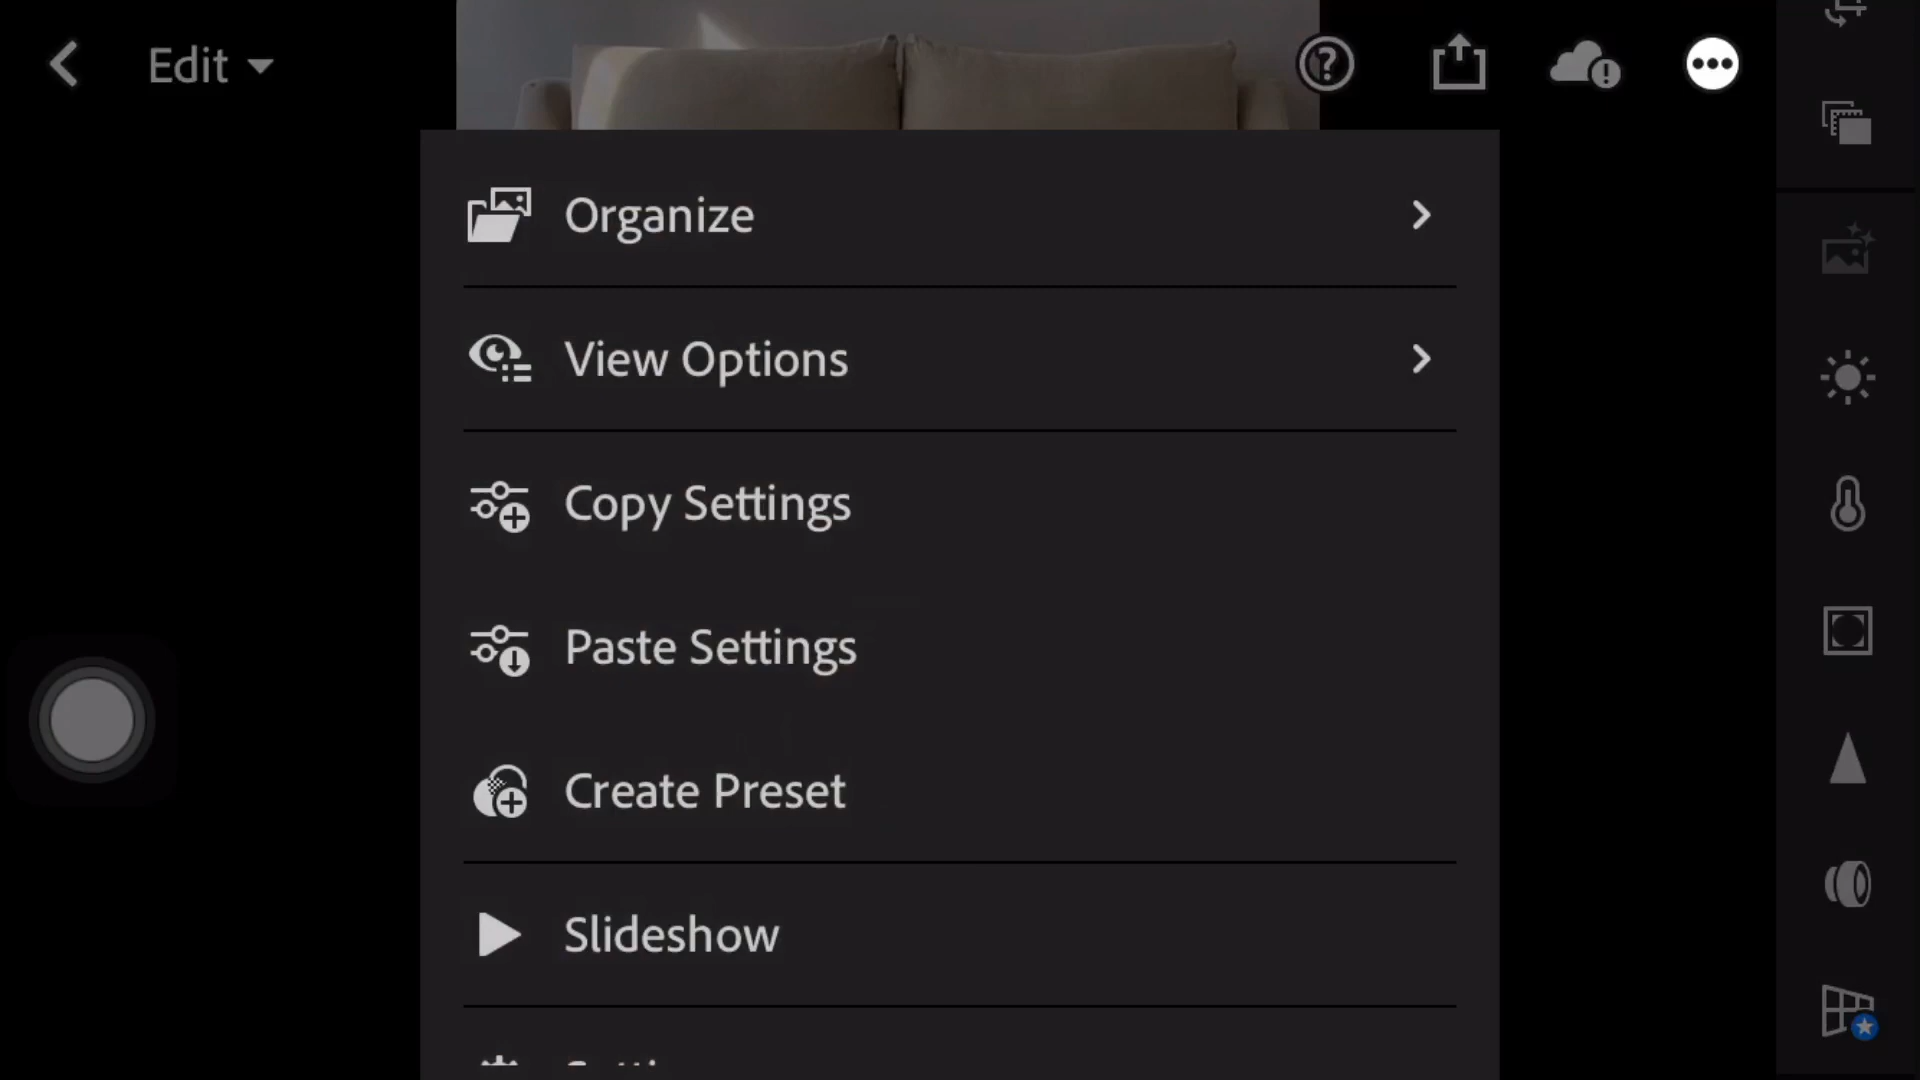 Edit
Organize
View Options
Copy Settings
Paste Settings
Create Preset
Slideshow